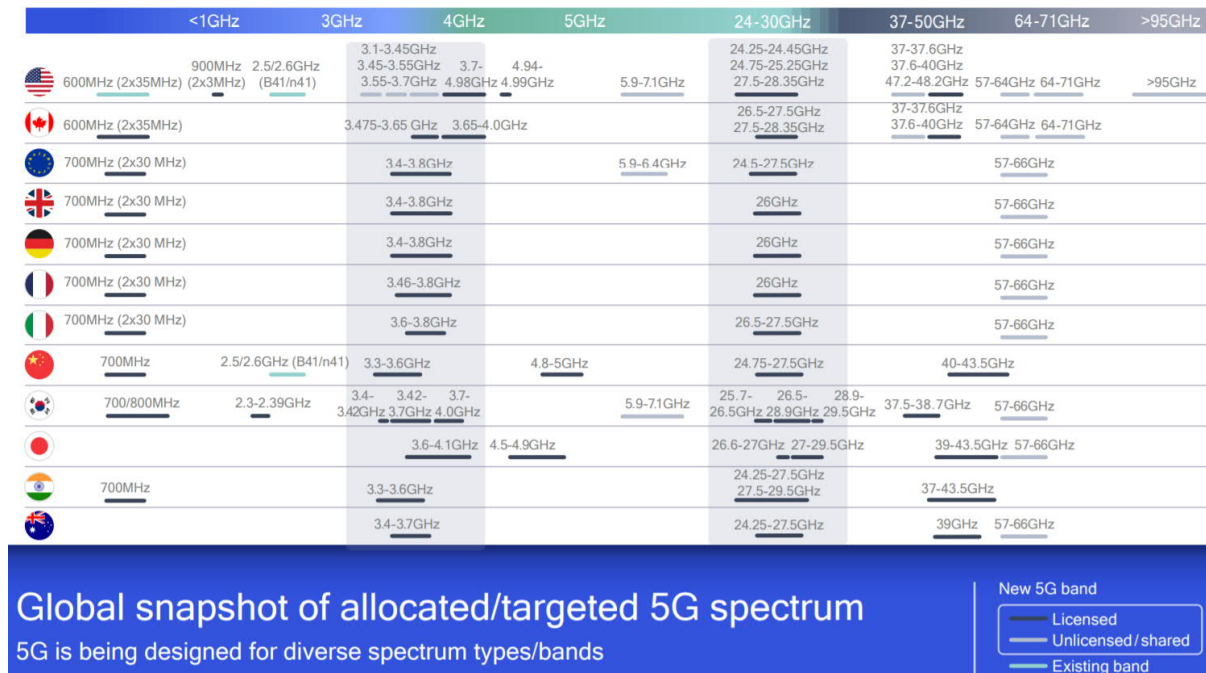 <1GHz 3GHz 4GHz 5GHz 24-30GHz 37-50GHz 64-71GHz >95GHz
3.1-3.45GHz 24.25-24.45GHz 37-37.6GHz
900MHz 2.5/2.6GHz 3.45-3.55GHz 3.7- 4.94- 24.75-25.25GHz 37.6-40GHz
600MHz (2x35MHz) (2x3MHz) (B41/n41) 3.55-3.7GHz 4.98GHz 4.99GHz 5.9-7.1GHz 27.5-28.35GHz 47.2-48.2GHz 57-64GHz 64-71GHz >95GHz
26.5-27.5GHz 37-37.6GHz
600MHz (2x35MHz) 3.475-3.65 GHz 3.65-4.0GHz 27.5-28.35GHz 37.6-40GHz 57-64GHz 64-71GHz
700MHz (2x30 MHz) 3.4-3.8GHz 5.9-6.4GHz 24.5-27.5GHz 57-66GHz
700MHz (2x30 MHz) 3.4-3.8GHz 26GHz 57-66GHz
700MHz (2x30 MHz) 3.4-3.8GHz 26GHz 57-66GHz
700MHz (2x30 MHz) 3.46-3.8GHz 26GHz 57-66GHz
700MHz (2x30 MHz) 3.6-3.8GHz 26.5-27.5GHz 57-66GHz
700MHz 2.5/2.6GHz (B41/n41) 3.3-3.6GHz 4.8-5GHz 24.75-27.5GHz 40-43.5GHz
3.4- 3.42- 3.7- 25.7- 26.5- 28.9-
700/800MHz 2.3-2.39GHz 3.42GHz 3.7GHz 4.0GHz 5.9-7.1GHz 26.5GHz 28.9GHz 29.5GHz 37.5-38.7GHz 57-66GHz
3.6-4.1GHz 4.5-4.9GHz 26.6-27GHz 27-29.5GHz 39-43.5GHz 57-66GHz
24.25-27.5GHz
700MHz 3.3-3.6GHz 27.5-29.5GHz 37-43.5GHz
3.4-3.7GHz 24.25-27.5GHz 39GHz 57-66GHz
Global snapshot of allocated/targeted 5G spectrum
5G is being designed for diverse spectrum types/bands
New 5G band
Licensed
Unlicensed/shared
Existing band